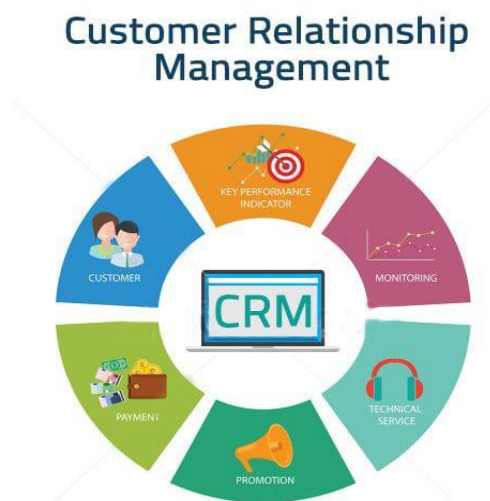 Customer Relationship
Management
KEY PERFORMANCE
INDICATOR
CUSTOMER
MONITORING
CRM
PAYMENT
TECHNICAL
SERVICE
PROMOTION